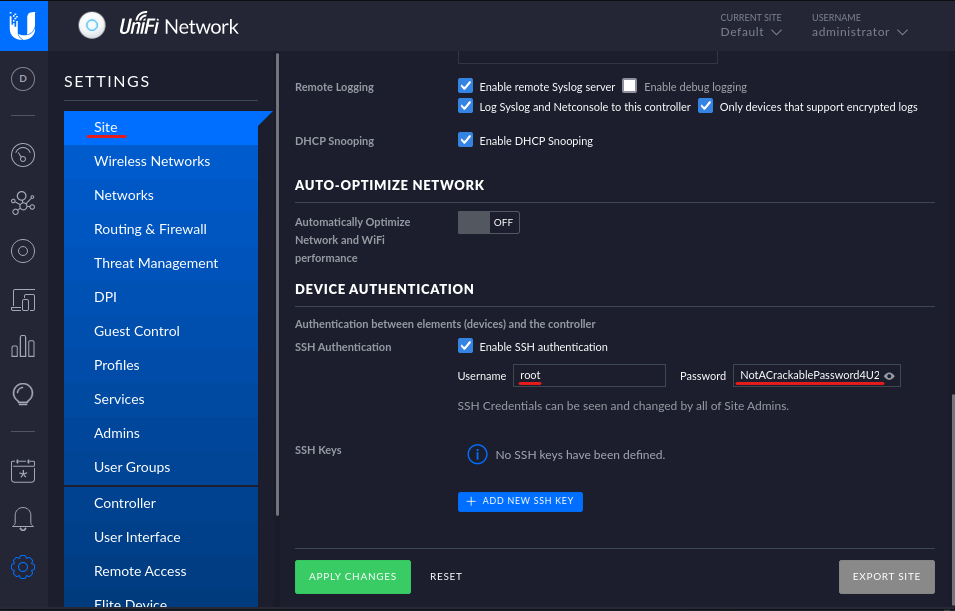 U
UniFi Network
CURRENT SITE
Default
USERNAME
administrator
D
SETTINGS
Site
Wireless Networks
Networks
Routing & Firewall
Threat Management
DPI
Guest Control
Profiles
Services
Admins
User Groups
Controller
User Interface
Remote Access
Elite Device
Remote Logging
Enable remote Syslog server
Enable debug logging
Log Syslog and Netconsole to this controller
Only devices that support encrypted logs
DHCP Snooping
Enable DHCP Snooping
AUTO-OPTIMIZE NETWORK
Automatically Optimize
Network and WiFi
performance
OFF
DEVICE AUTHENTICATION
Authentication between elements (devices) and the controller
SSH Authentication
Enable SSH authentication
Username
root
Password
NotACrackablePassword4U2
SSH Credentials can be seen and changed by all of Site Admins.
SSH Keys
No SSH keys have been defined.
+ ADD NEW SSH KEY
APPLY CHANGES
RESET
EXPORT SITE